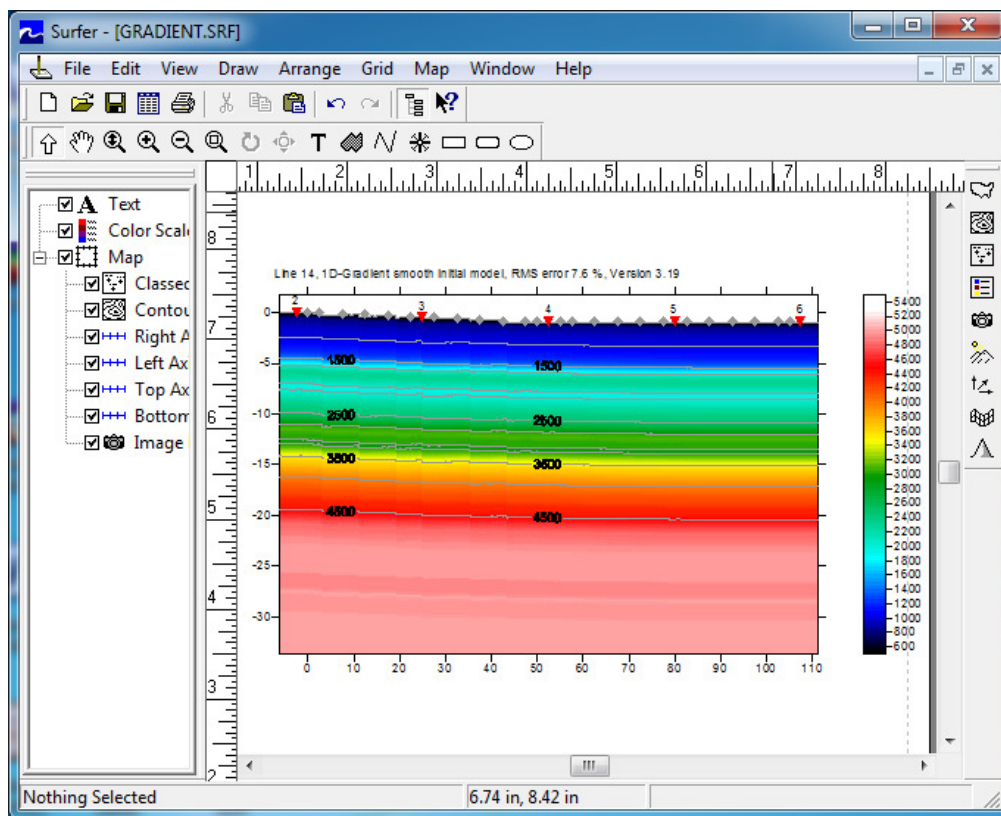 Surfer - [GRADIENT.SRF]
File Edit View Draw Arrange Grid Map Window Help
1 2 3 4 5 6 7 8
Text
Color Scal
Map
Classed
Contou
Right A
Left Ax
Top Ax
Bottom
Image
8
7
6
5
4
3
2
Line 14, 1D-Gradient smooth initial model, RMS error 7.6 %, Version 3.19
2 3 4 5 6
0
-5
-10
-15
-20
-25
-30
1500 1500
2500 2500
3500
4500 4500
0 10 20 30 40 50 60 70 80 90 100 110
5400
5200
5000
4800
4600
4400
4200
4000
3800
3600
3400
3200
3000
2800
2600
2400
2200
2000
1800
1600
1400
1200
1000
800
600
Nothing Selected
6.74 in, 8.42 in